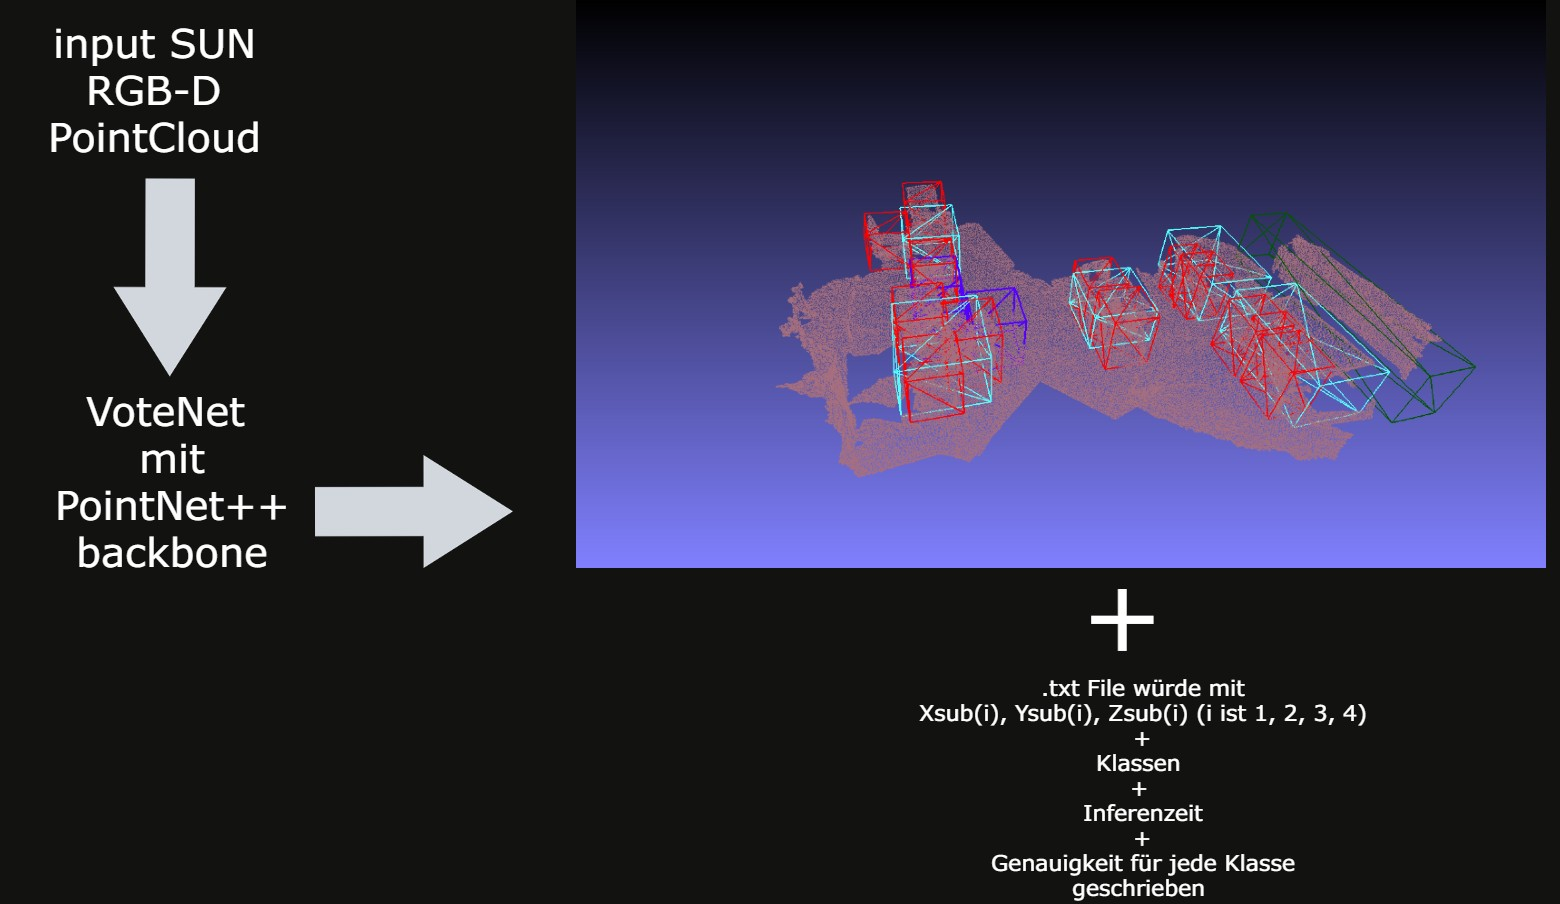 input SUN
RGB-D
PointCloud
VoteNet
mit
PointNet++
backbone
+
.txt File würde mit
Xsub(i), Ysub(i), Zsub(i) (i ist 1, 2, 3, 4)
+
Klassen
+
Inferenzeit
+
Genauigkeit für jede Klasse
geschrieben